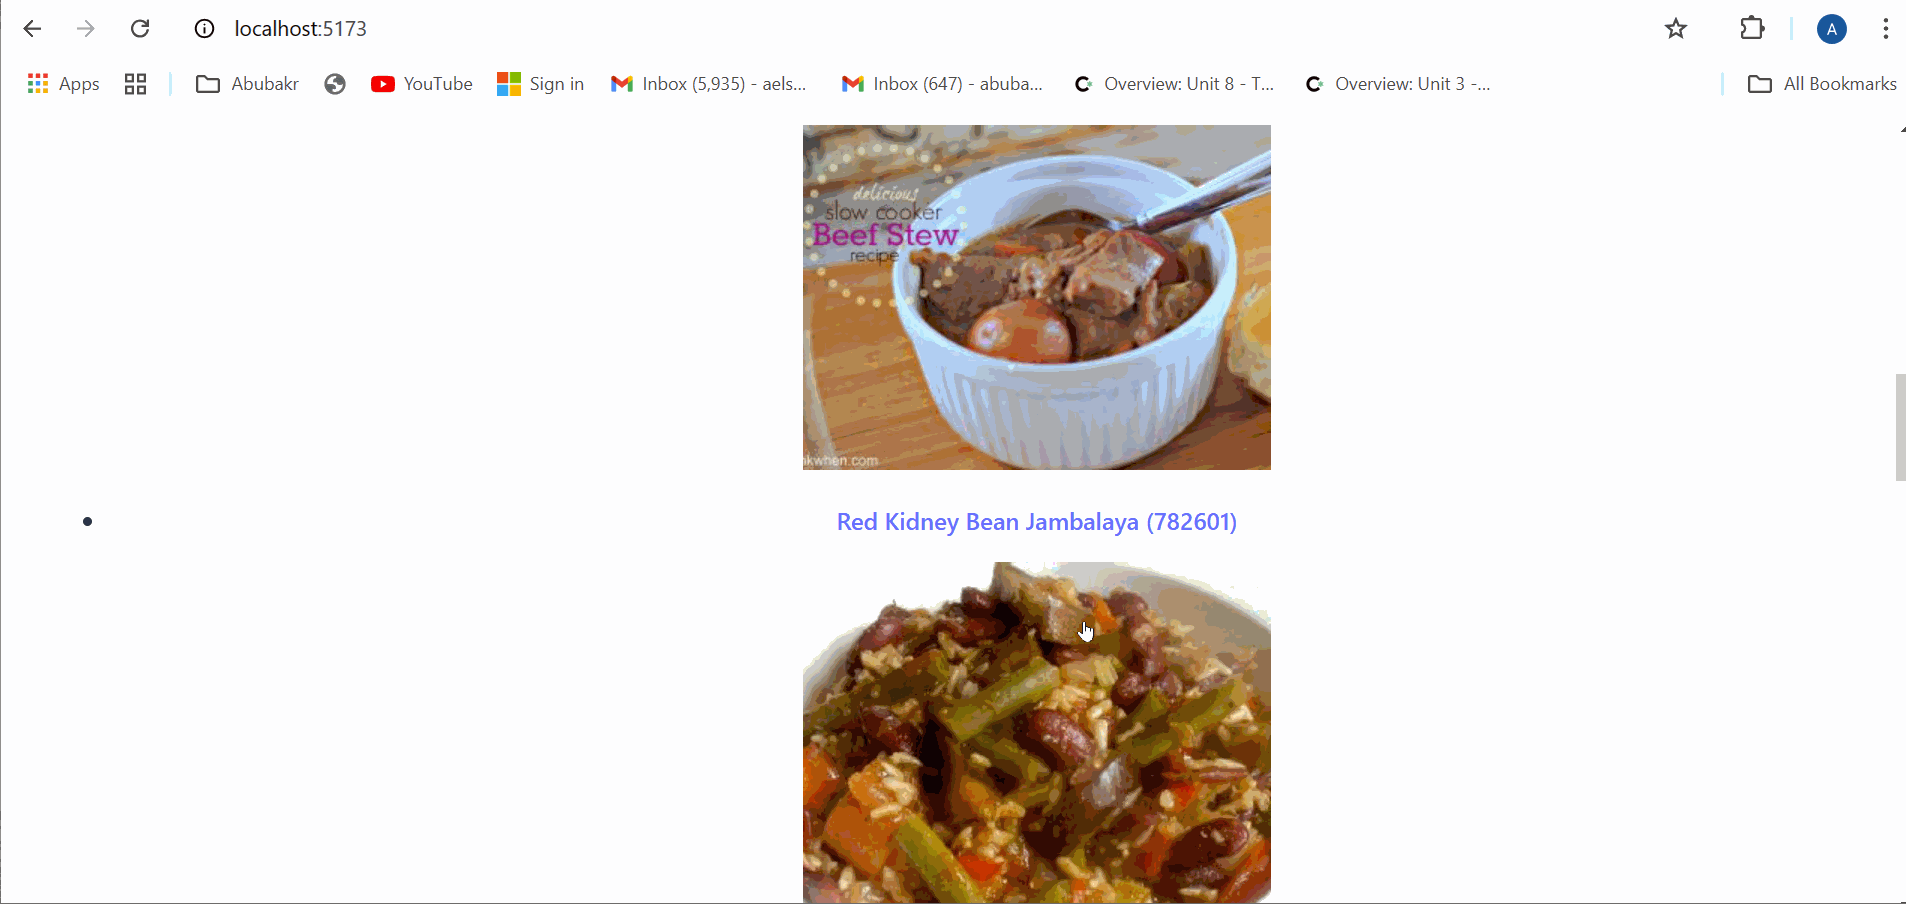 localhost:5173
A
Apps
Abubakr
YouTube
Sign in
Inbox (5,935) - aels...
Inbox (647) - abuba...
Overview: Unit 8 - T...
Overview: Unit 3 -...
All Bookmarks
delicious
slow cooker
Beef Stew
recipe
nkwhen.com
Red Kidney Bean Jambalaya (782601)